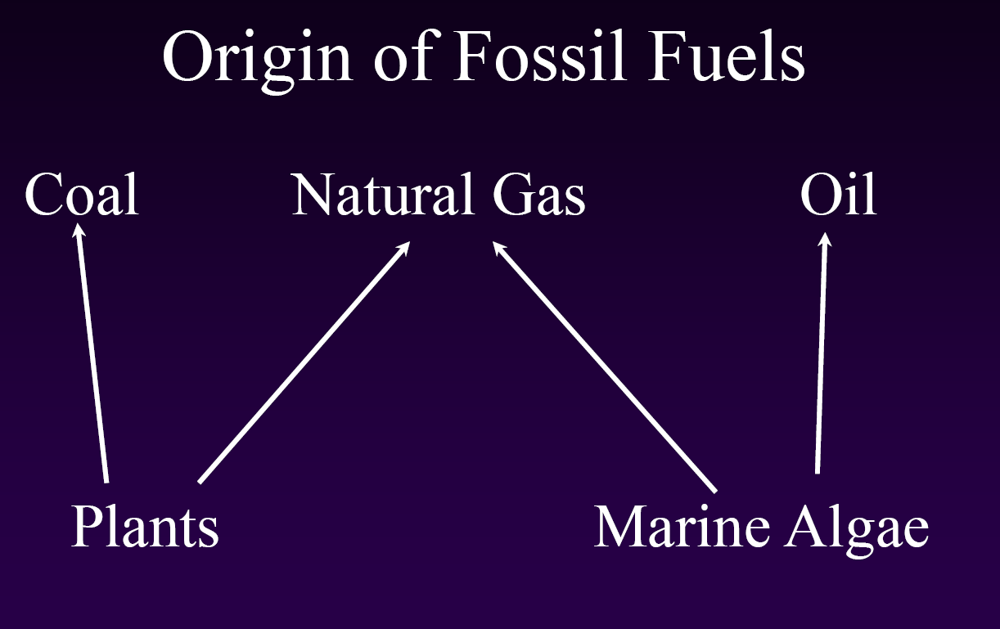 Origin of Fossil Fuels
Coal Natural Gas Oil
Plants Marine Algae